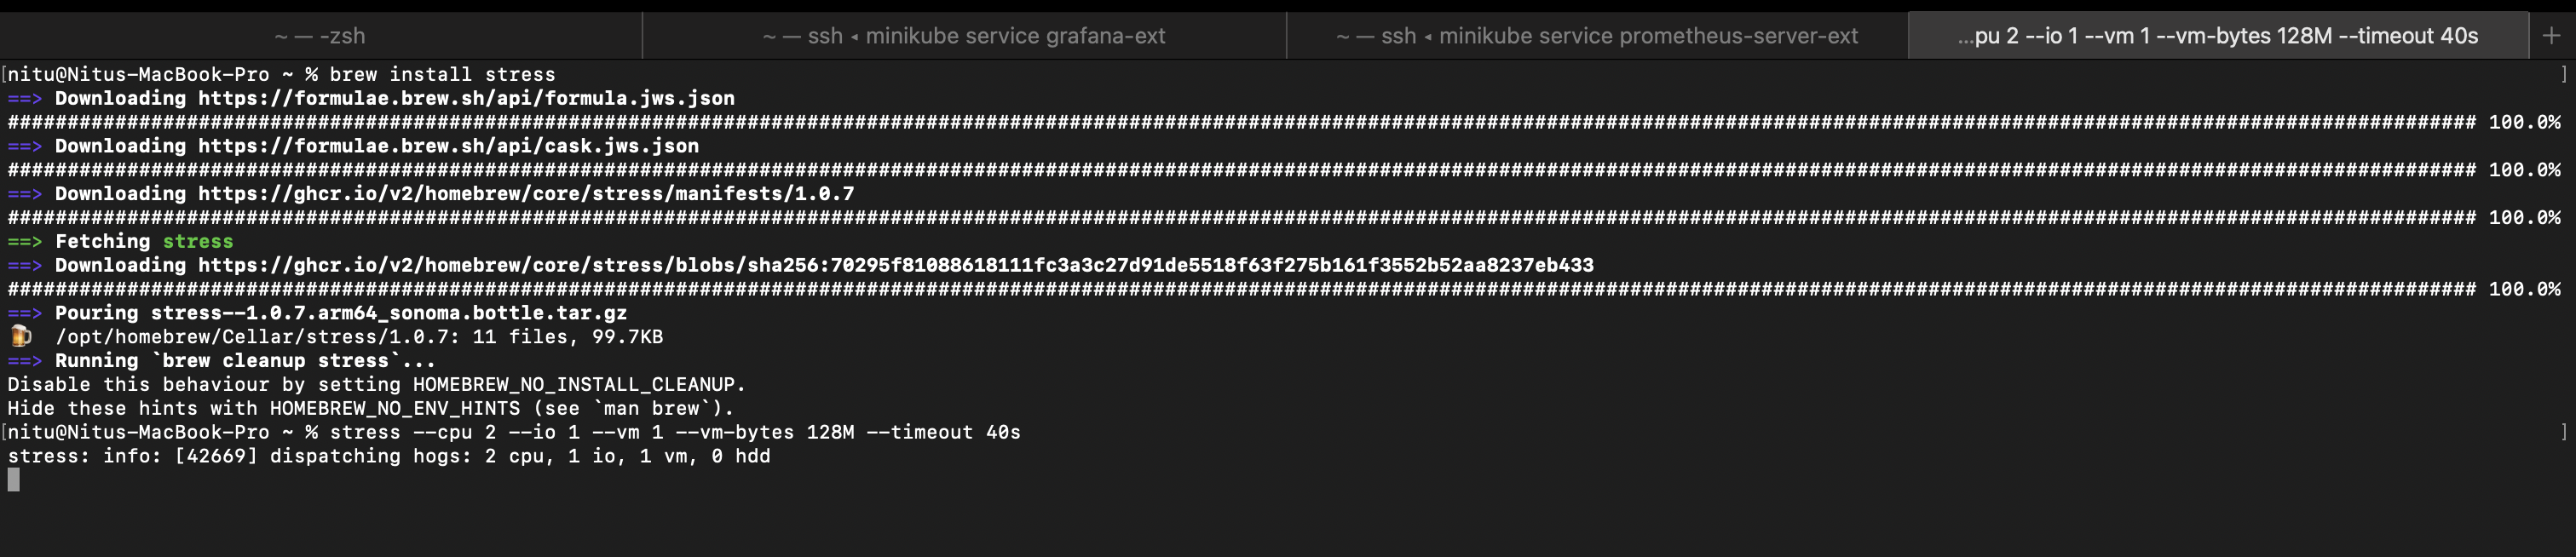 ~ — -zsh
~ — ssh ◂ minikube service grafana-ext
~ — ssh ◂ minikube service prometheus-server-ext
...pu 2 --io 1 --vm 1 --vm-bytes 128M --timeout 40s
+
[nitu@Nitus-MacBook-Pro ~ % brew install stress ]
==> Downloading https://formulae.brew.sh/api/formula.jws.json
######################################################################## 100.0%
==> Downloading https://formulae.brew.sh/api/cask.jws.json
######################################################################## 100.0%
==> Downloading https://ghcr.io/v2/homebrew/core/stress/manifests/1.0.7
######################################################################## 100.0%
==> Fetching stress
==> Downloading https://ghcr.io/v2/homebrew/core/stress/blobs/sha256:70295f81088618111fc3a3c27d91de5518f63f275b161f3552b52aa8237eb433
######################################################################## 100.0%
==> Pouring stress--1.0.7.arm64_sonoma.bottle.tar.gz
🍺  /opt/homebrew/Cellar/stress/1.0.7: 11 files, 99.7KB
==> Running `brew cleanup stress`...
Disable this behaviour by setting HOMEBREW_NO_INSTALL_CLEANUP.
Hide these hints with HOMEBREW_NO_ENV_HINTS (see `man brew`).
[nitu@Nitus-MacBook-Pro ~ % stress --cpu 2 --io 1 --vm 1 --vm-bytes 128M --timeout 40s ]
stress: info: [42669] dispatching hogs: 2 cpu, 1 io, 1 vm, 0 hdd